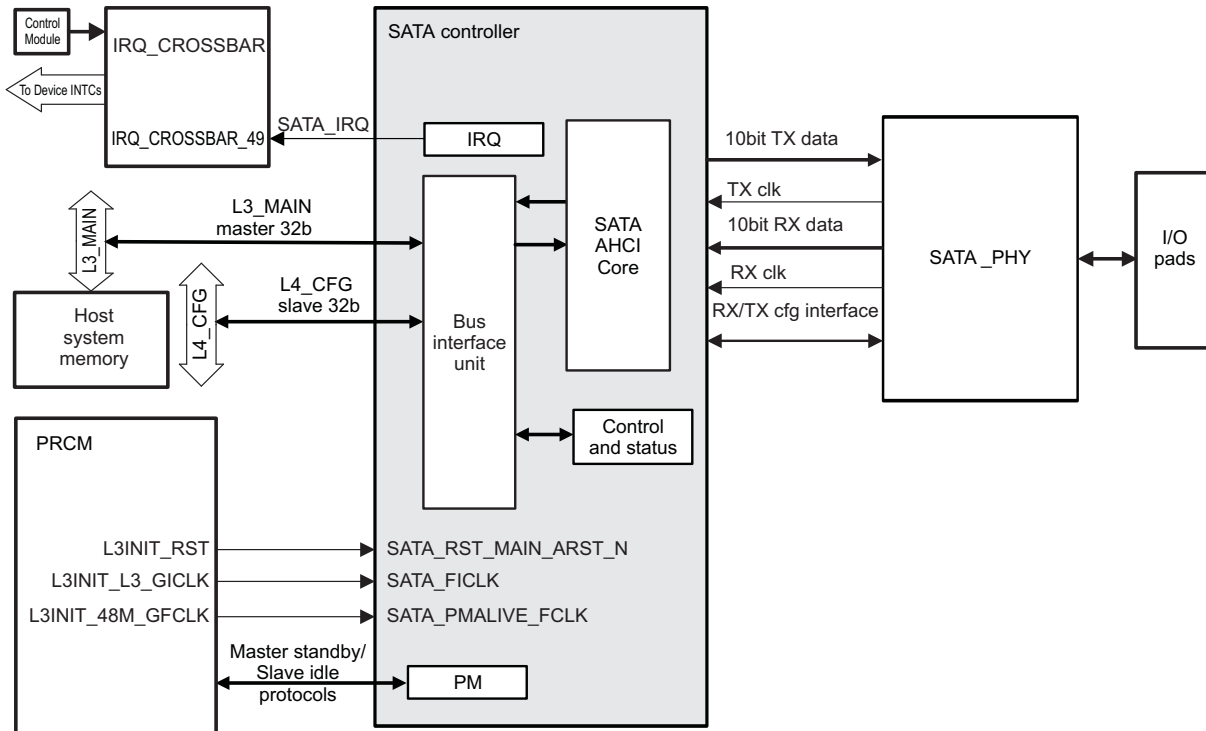 Control
Module
IRQ_CROSSBAR
To Device INTCs
IRQ_CROSSBAR_49
SATA_IRQ
SATA controller
IRQ
SATA
AHCI
Core
10bit TX data
TX clk
10bit RX data
RX clk
RX/TX cfg interface
SATA _PHY
I/O
pads
L3_MAIN
L3_MAIN
master 32b
L4_CFG
L4_CFG
slave 32b
Host
system
memory
Bus
interface
unit
Control
and status
PRCM
L3INIT_RST
SATA_RST_MAIN_ARST_N
L3INIT_L3_GICLK
SATA_FICLK
L3INIT_48M_GFCLK
SATA_PMALIVE_FCLK
Master standby/
Slave idle
protocols
PM